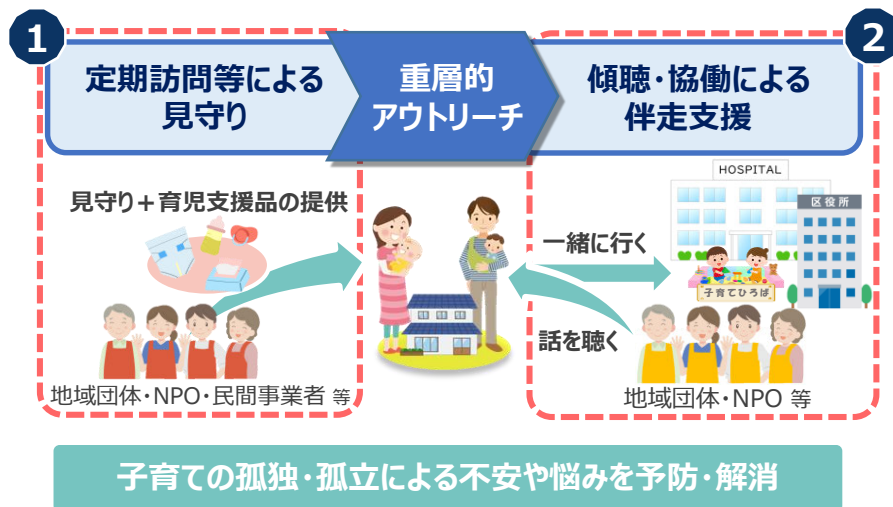 1
定期訪問等による
見守り
重層的
アウトリーチ
2
傾聴・協働による
伴走支援
見守り＋育児支援品の提供
地域団体・NPO・民間事業者 等
HOSPITAL
区役所
一緒に行く
子育てひろば
話を聴く
地域団体・NPO 等
子育ての孤独・孤立による不安や悩みを予防・解消